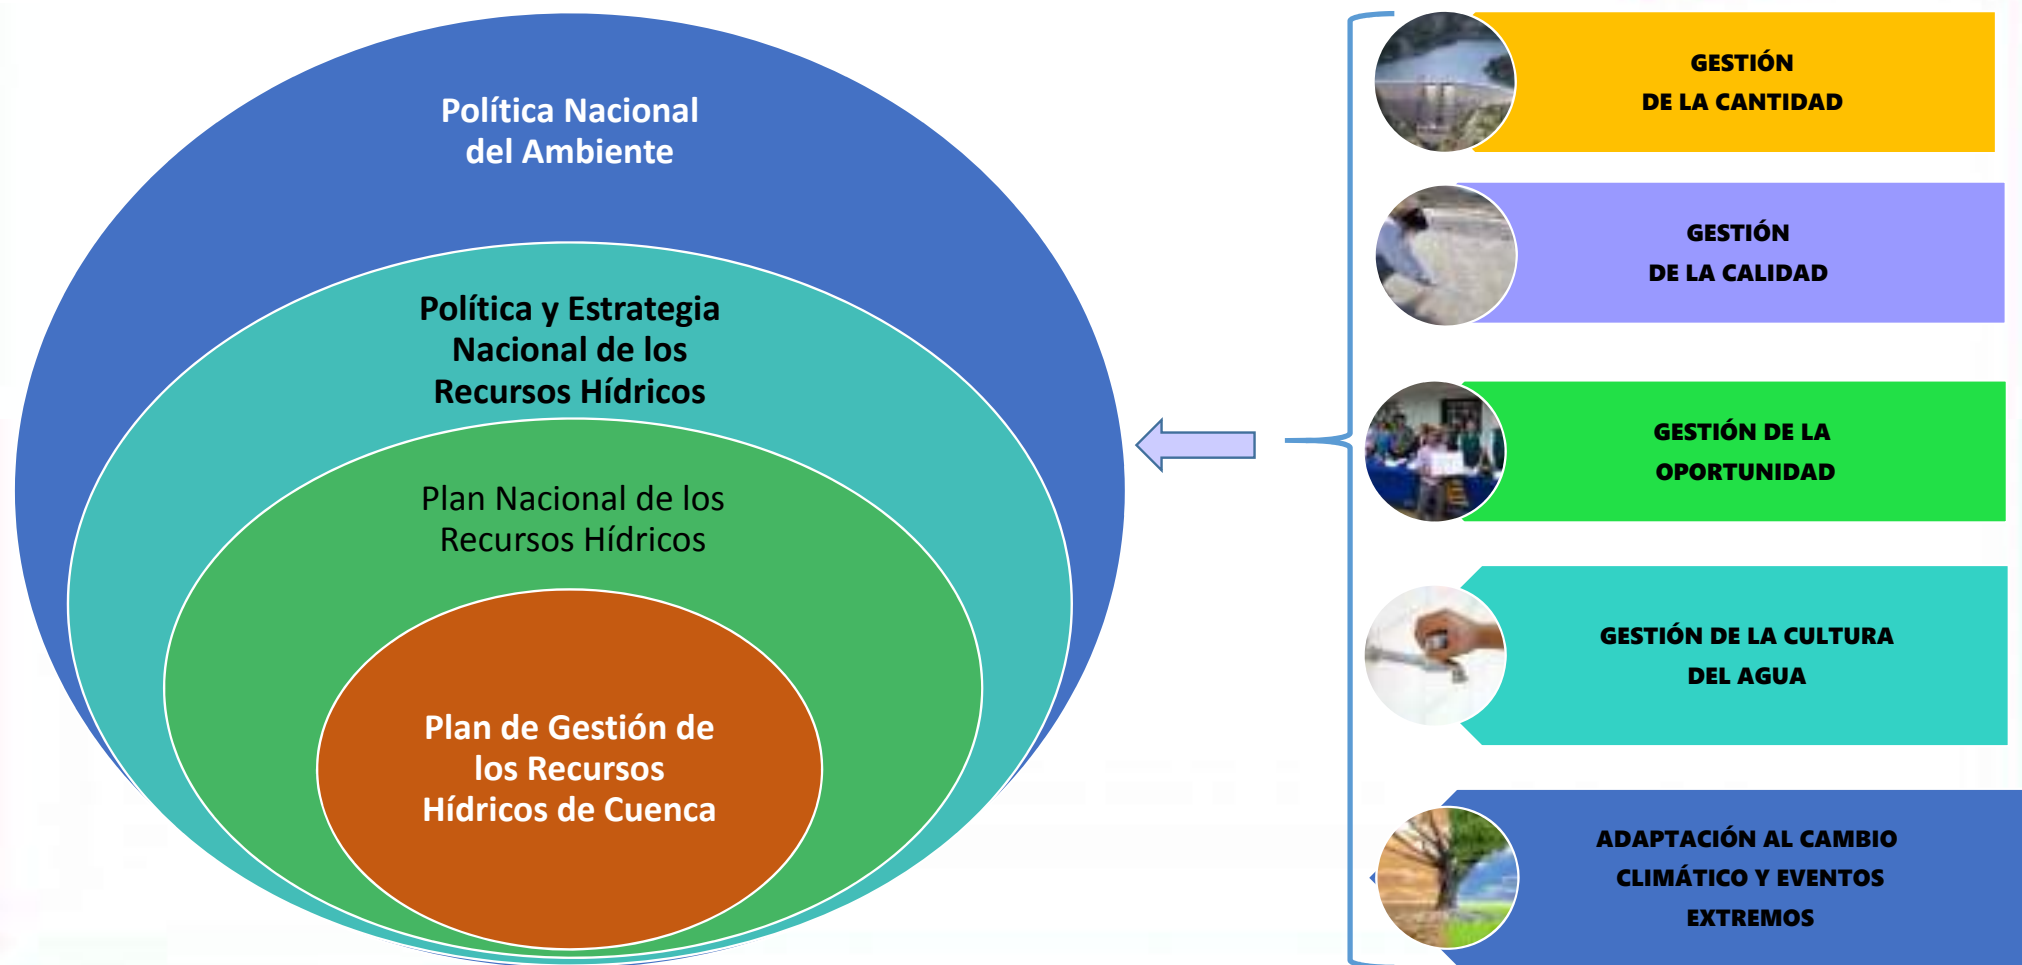 Política Nacional
del Ambiente
Política y Estrategia
Nacional de los
Recursos Hídricos
Plan Nacional de los
Recursos Hídricos
Plan de Gestión de
los Recursos
Hídricos de Cuenca
GESTIÓN
DE LA CANTIDAD
GESTIÓN
DE LA CALIDAD
GESTIÓN DE LA
OPORTUNIDAD
GESTIÓN DE LA CULTURA
DEL AGUA
ADAPTACIÓN AL CAMBIO
CLIMÁTICO Y EVENTOS
EXTREMOS